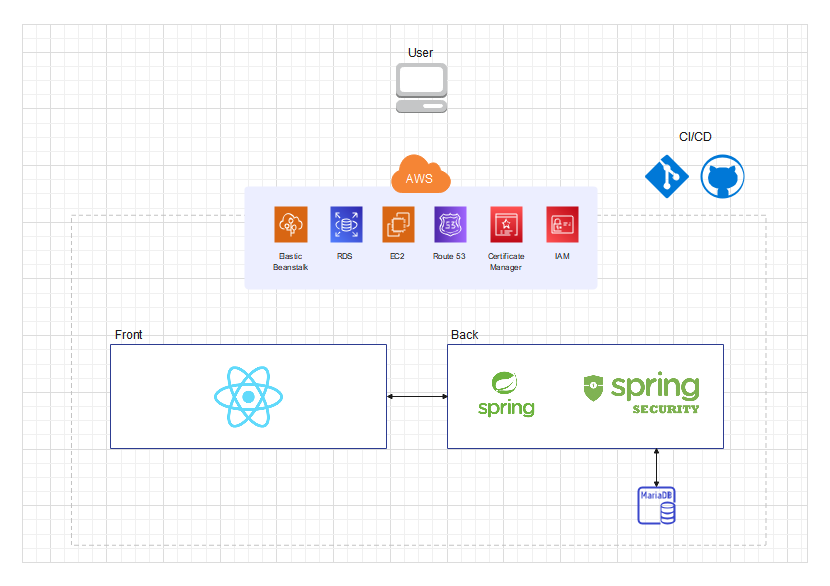 User
CI/CD
AWS
53
Elastic
Beanstalk
RDS
EC2
Route 53
Certificate
Manager
IAM
Front
Back
spring
spring
SECURITY
MariaDB